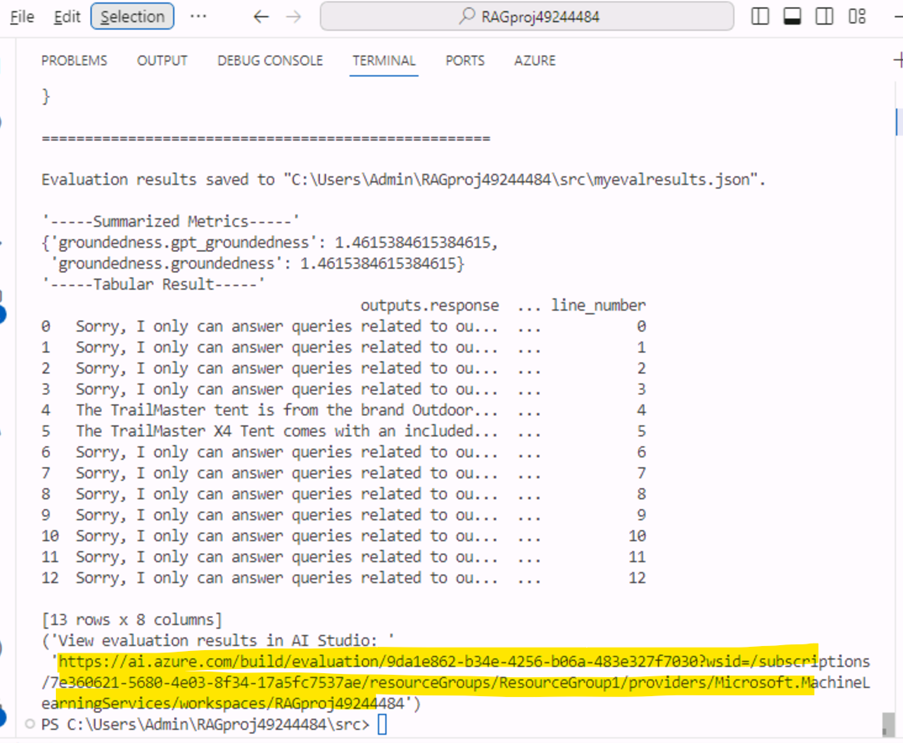 File Edit Selection ... RAGproj49244484
PROBLEMS OUTPUT DEBUG CONSOLE TERMINAL PORTS AZURE
}
==================================================
Evaluation results saved to "C:\Users\Admin\RAGproj49244484\src\myevalresults.json".
'-----Summarized Metrics-----'
{'groundedness.gpt_groundedness': 1.4615384615384615,
 'groundedness.groundedness': 1.4615384615384615}
'-----Tabular Result-----'
outputs.response ... line_number
0 Sorry, I only can answer queries related to ou... ... 0
1 Sorry, I only can answer queries related to ou... ... 1
2 Sorry, I only can answer queries related to ou... ... 2
3 Sorry, I only can answer queries related to ou... ... 3
4 The TrailMaster tent is from the brand Outdoor... ... 4
5 The TrailMaster X4 Tent comes with an included... ... 5
6 Sorry, I only can answer queries related to ou... ... 6
7 Sorry, I only can answer queries related to ou... ... 7
8 Sorry, I only can answer queries related to ou... ... 8
9 Sorry, I only can answer queries related to ou... ... 9
10 Sorry, I only can answer queries related to ou... ... 10
11 Sorry, I only can answer queries related to ou... ... 11
12 Sorry, I only can answer queries related to ou... ... 12
[13 rows x 8 columns]
('View evaluation results in AI Studio: '
 'https://ai.azure.com/build/evaluation/9da1e862-b34e-4256-b06a-483e327f7030?wsid=/subscriptions
/7e360621-5680-4e03-8f34-17a5fc7537ae/resourceGroups/ResourceGroup1/providers/Microsoft.MachineL
earningServices/workspaces/RAGproj49244484')
PS C:\Users\Admin\RAGproj49244484\src>